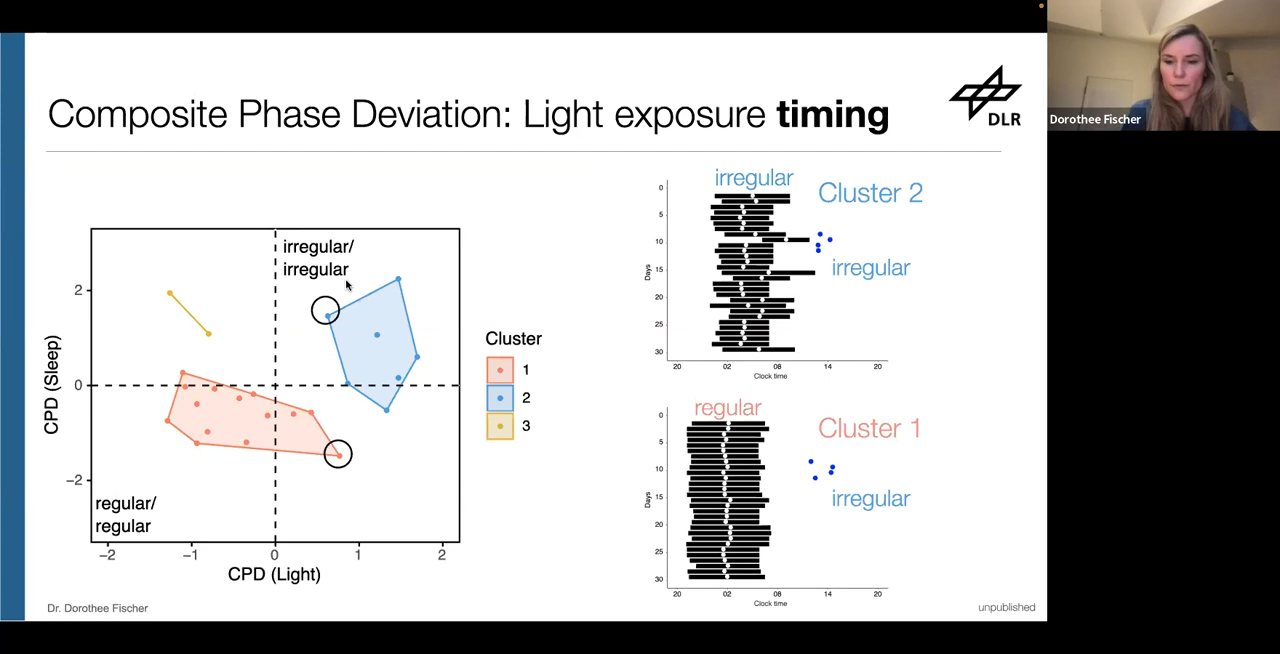 Composite Phase Deviation: Light exposure timing
DLR
Dorothee Fischer
irregular/
irregular
regular/
regular
2
0
−2
−2
−1
0
1
2
CPD (Sleep)
CPD (Light)
Cluster
1
2
3
irregular
Cluster 2
irregular
0
5
10
15
20
25
30
Days
20
02
08
14
20
Clock time
regular
Cluster 1
irregular
0
5
10
15
20
25
30
Days
20
02
08
14
20
Clock time
Dr. Dorothee Fischer
unpublished